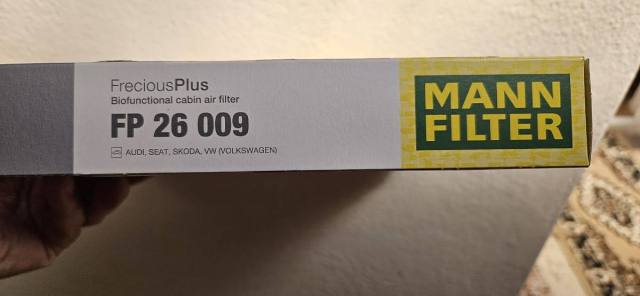 FreciousPlus
Biofunctional cabin air filter
FP 26 009
AUDI, SEAT, SKODA, VW (VOLKSWAGEN)
MANN
FILTER